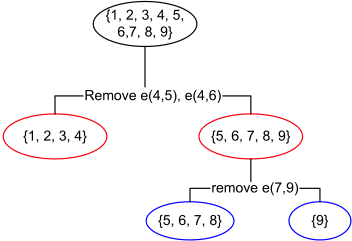 {1, 2, 3, 4, 5,
6,7, 8, 9}
Remove e(4,5), e(4,6)
{1, 2, 3, 4}
{5, 6, 7, 8, 9}
remove e(7,9)
{5, 6, 7, 8}
{9}